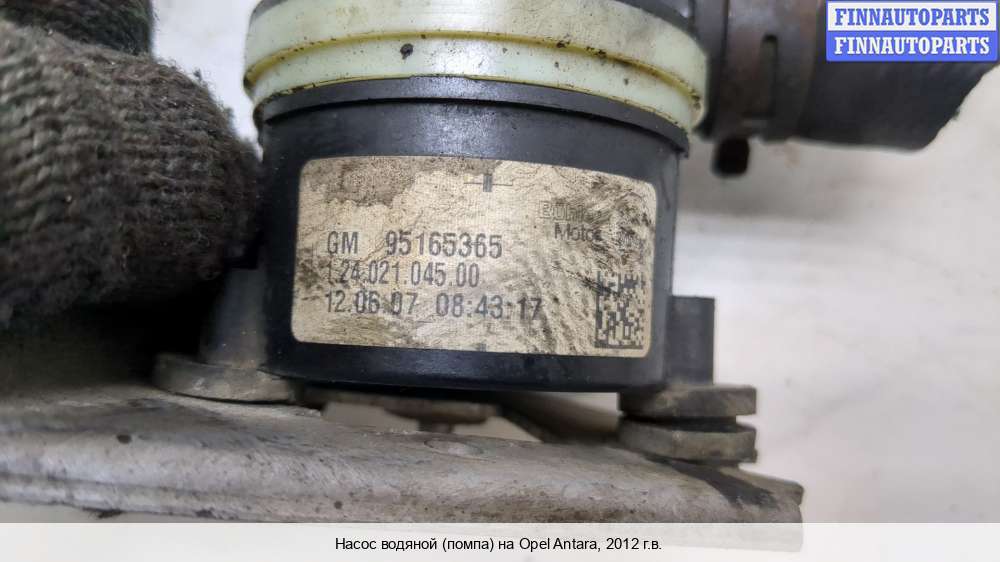 FINNAUTOPARTS
FINNAUTOPARTS
GM 95165365
1.24.021.045.00
12.06.07 08:43:17
Насос водяной (помпа) на Opel Antara, 2012 г.в.